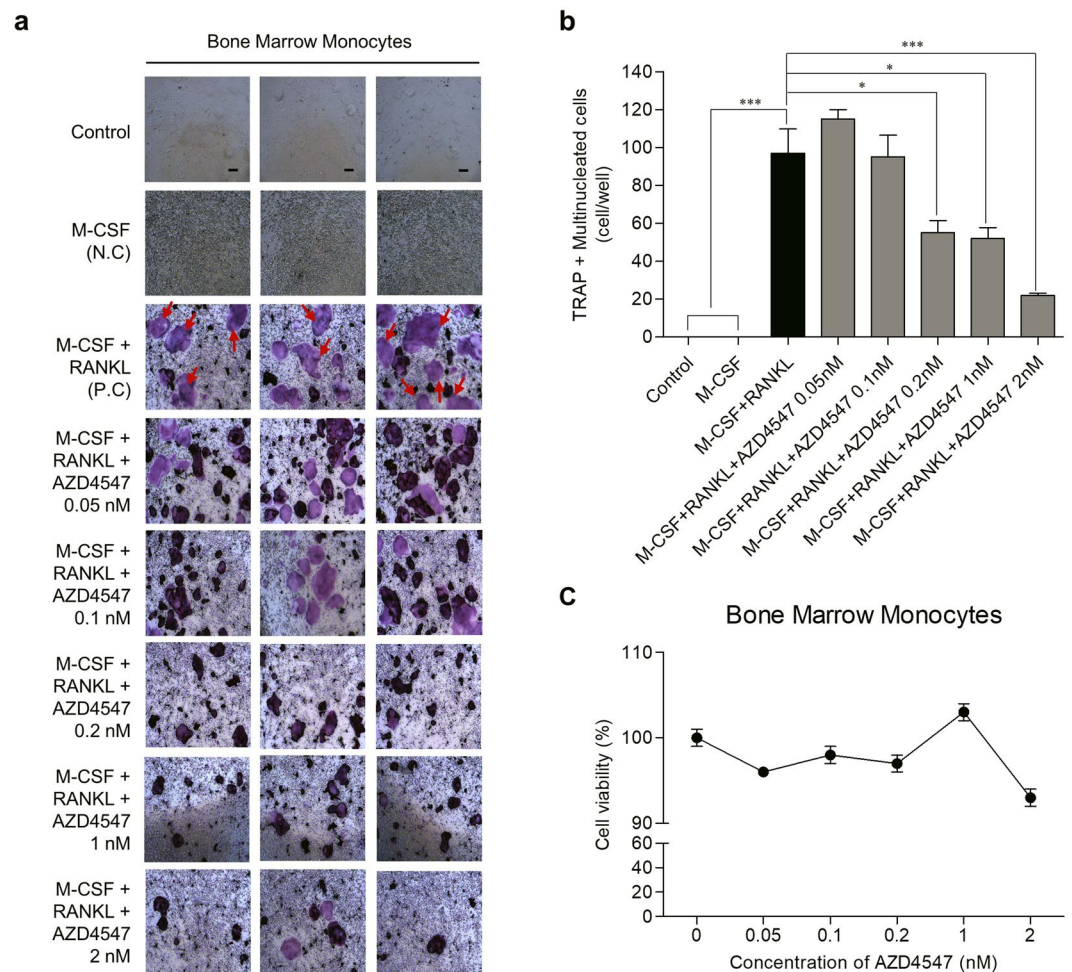 a
Bone Marrow Monocytes
Control
M-CSF
(N.C)
M-CSF +
RANKL
(P.C)
M-CSF +
RANKL +
AZD4547
0.05 nM
M-CSF +
RANKL +
AZD4547
0.1 nM
M-CSF +
RANKL +
AZD4547
0.2 nM
M-CSF +
RANKL +
AZD4547
1 nM
M-CSF +
RANKL +
AZD4547
2 nM
b
***
*
*
***
TRAP + Multinucleated cells
(cell/well)
140
120
100
80
60
40
20
0
Control
M-CSF
M-CSF+RANKL
M-CSF+RANKL+AZD4547 0.05nM
M-CSF+RANKL+AZD4547 0.1nM
M-CSF+RANKL+AZD4547 0.2nM
M-CSF+RANKL+AZD4547 1nM
M-CSF+RANKL+AZD4547 2nM
c
Bone Marrow Monocytes
Cell viability (%)
110
100
90
60
40
20
0
0 0.05 0.1 0.2 1 2
Concentration of AZD4547 (nM)